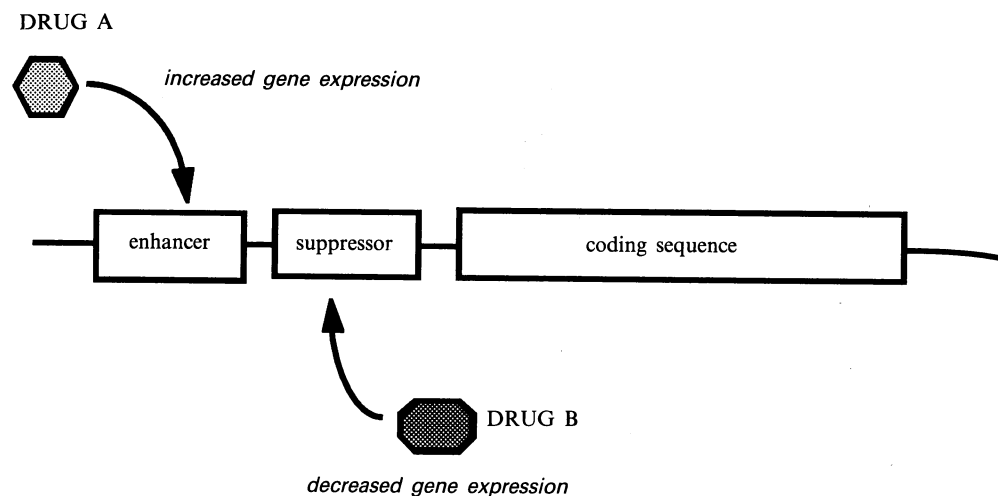 DRUG A
increased gene expression
enhancer
suppressor
coding sequence
DRUG B
decreased gene expression